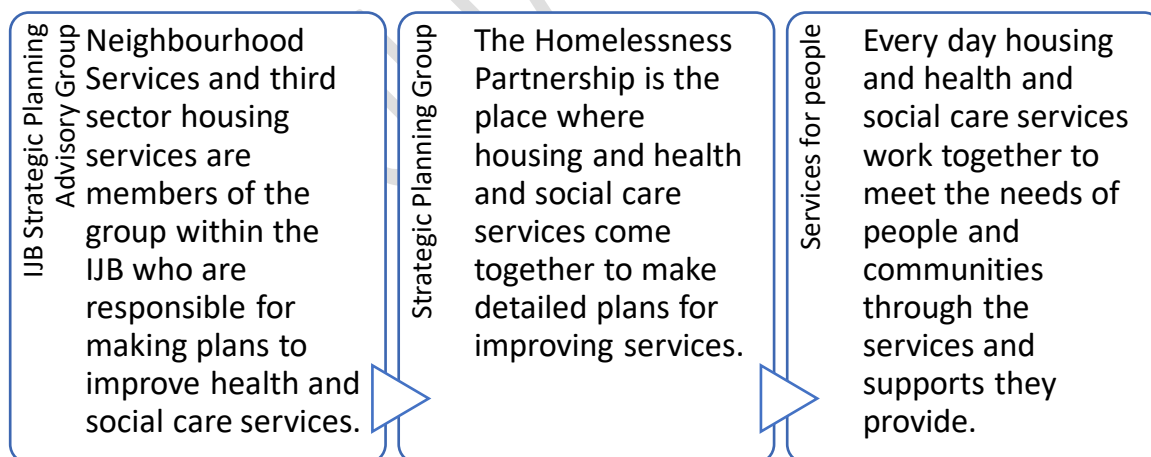 IJB Strategic Planning
Advisory Group
Neighbourhood
Services and third
sector housing
services are
members of the
group within the
IJB who are
responsible for
making plans to
improve health and
social care services.
Strategic Planning Group
The Homelessness
Partnership is the
place where
housing and health
and social care
services come
together to make
detailed plans for
improving services.
Services for people
Every day housing
and health and
social care services
work together to
meet the needs of
people and
communities
through the
services and
supports they
provide.